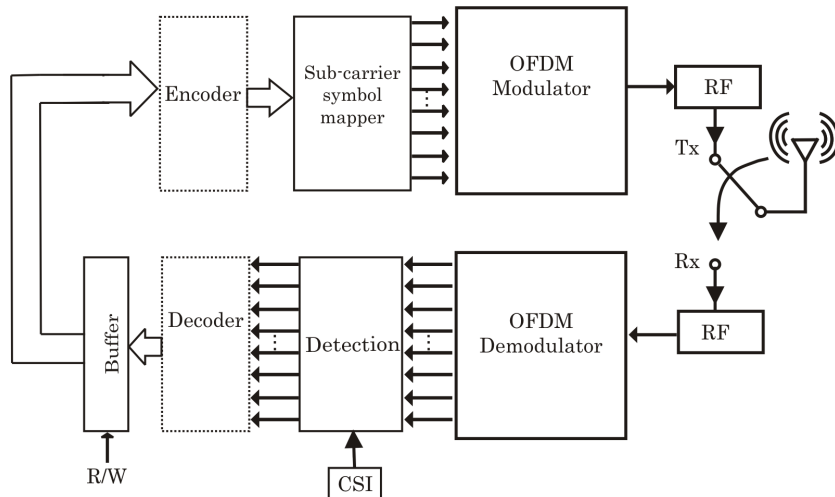 Encoder
Sub-carrier
symbol
mapper
OFDM
Modulator
RF
Tx
Rx
RF
OFDM
Demodulator
Detection
Decoder
Buffer
R/W
CSI